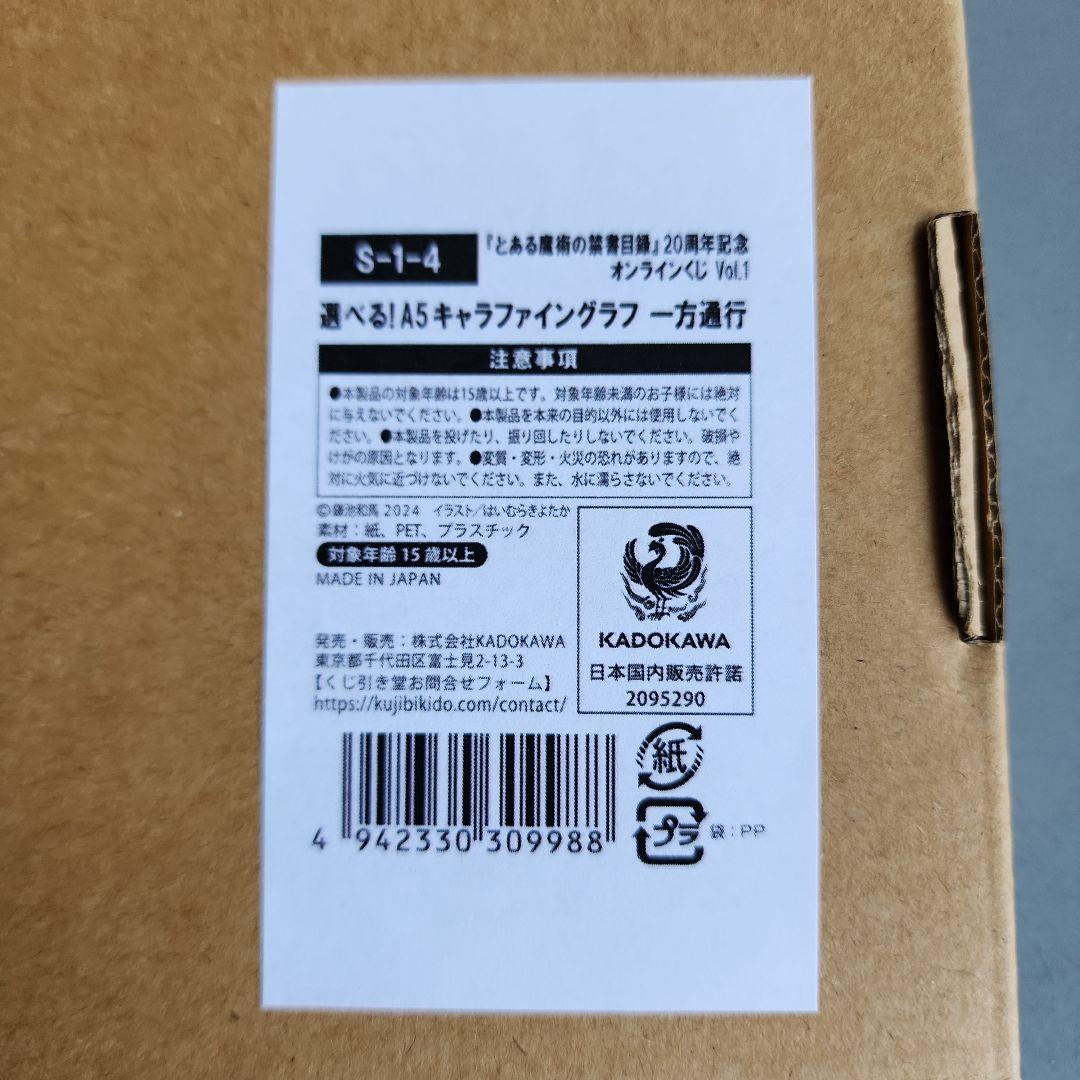 S-1-4
『とある魔術の禁書目録』20周年記念
オンラインくじ Vol.1
選べる!A5キャラファイングラフ 一方通行
注意事項
●本製品の対象年齢は15歳以上です。対象年齢未満のお子様には絶対
に与えないでください。●本製品を本来の目的以外には使用しないでく
ださい。●本製品を投げたり、振り回したりしないでください。破損や
けがの原因となります。●変質・変形・火災の恐れがありますので、絶
対に火気に近づけないでください。また、水に濡らさないでください。
©鎌池和馬 2024 イラスト/はいむらきよたか
素材:紙、PET、プラスチック
対象年齢 15 歳以上
MADE IN JAPAN
発売・販売:株式会社KADOKAWA
東京都千代田区富士見2-13-3
【くじ引き堂お問合せフォーム】
https://kujibikido.com/contact/
KADOKAWA
日本国内販売許諾
2095290
4 942330 309988
紙
プラ
袋:PP